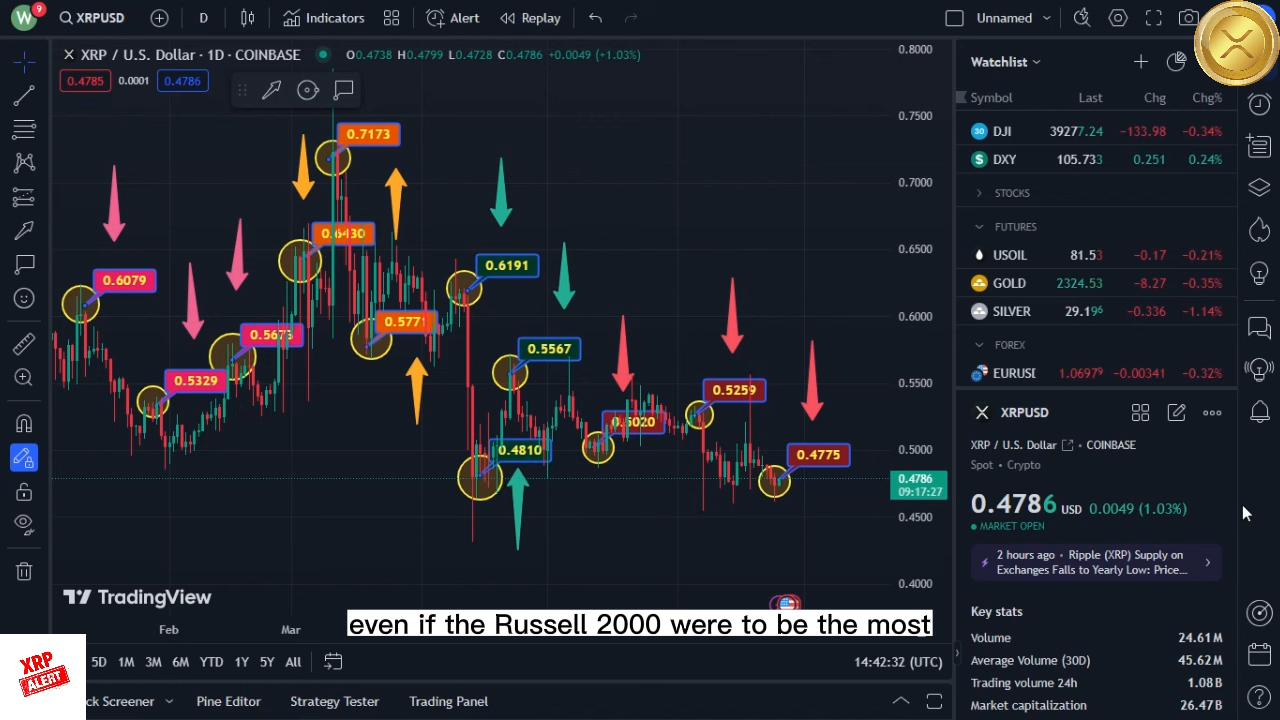 W 9 XRPUSD D Indicators Alert Replay Unnamed
XRP / U.S. Dollar · 1D · COINBASE O0.4738 H0.4799 L0.4728 C0.4786 +0.0049 (+1.03%)
0.4785 0.0001 0.4786
0.8000
0.7500
0.7000
0.6500
0.6000
0.5500
0.5000
0.4786
09:17:27
0.4500
0.4000
0.7173
0.6430
0.6191
0.6079
0.5771
0.5673
0.5567
0.5329
0.5259
0.5020
0.4810
0.4775
TradingView
even if the Russell 2000 were to be the most
Feb Mar
XRP
ALERT
5D 1M 3M 6M YTD 1Y 5Y All 14:42:32 (UTC)
ck Screener Pine Editor Strategy Tester Trading Panel
Watchlist
Symbol Last Chg Chg%
30 DJI 39277.24 −133.98 −0.34%
$ DXY 105.733 0.251 0.24%
STOCKS
FUTURES
USOIL 81.53 −0.17 −0.21%
GOLD 2324.53 −8.27 −0.35%
SILVER 29.196 −0.336 −1.14%
FOREX
EURUSD 1.06979 −0.00341 −0.32%
XRPUSD
XRP / U.S. Dollar COINBASE
Spot • Crypto
0.4786 USD 0.0049 (1.03%)
MARKET OPEN
2 hours ago • Ripple (XRP) Supply on
Exchanges Falls to Yearly Low: Price...
Key stats
Volume 24.61M
Average Volume (30D) 45.62M
Trading volume 24h 1.08B
Market capitalization 26.47B